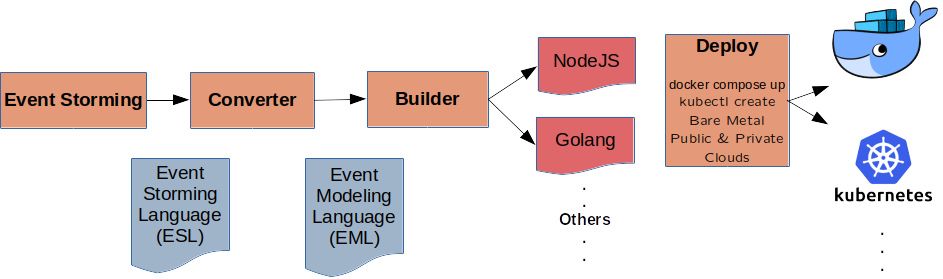 Event Storming
Converter
Builder
NodeJS
Golang
Others
Deploy
docker compose up
kubectl create
Bare Metal
Public & Private
Clouds
kubernetes
Event
Storming
Language
(ESL)
Event
Modeling
Language
(EML)